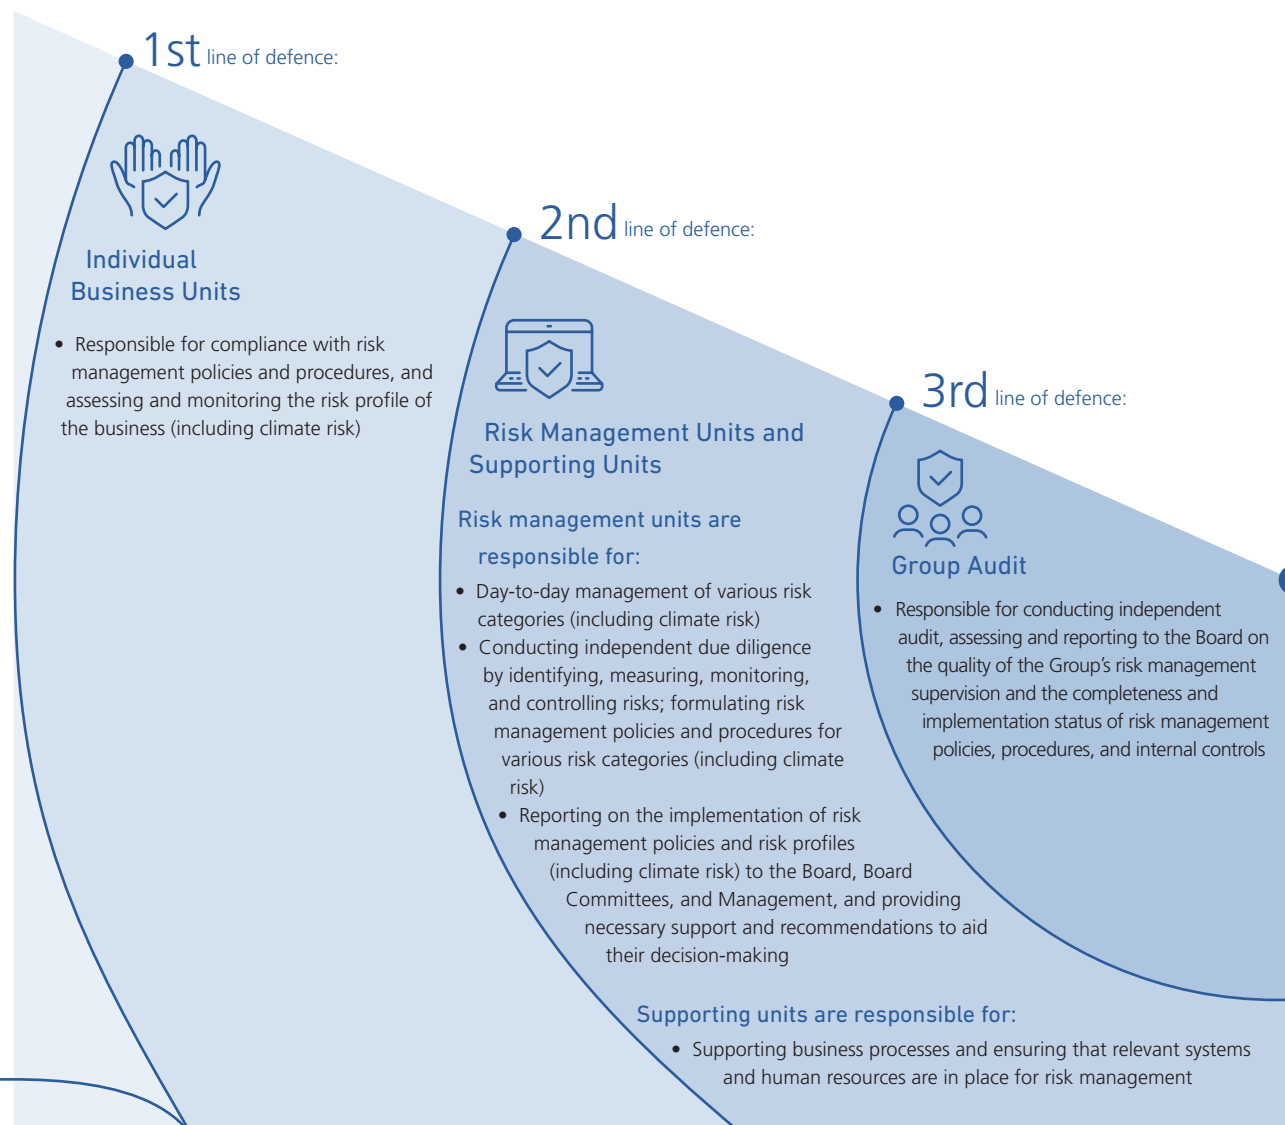 1st line of defence:
Individual
Business Units
• Responsible for compliance with risk
management policies and procedures, and
assessing and monitoring the risk profile of
the business (including climate risk)
2nd line of defence:
Risk Management Units and
Supporting Units
Risk management units are
responsible for:
• Day-to-day management of various risk
categories (including climate risk)
• Conducting independent due diligence
by identifying, measuring, monitoring,
and controlling risks; formulating risk
management policies and procedures for
various risk categories (including climate
risk)
• Reporting on the implementation of risk
management policies and risk profiles
(including climate risk) to the Board, Board
Committees, and Management, and providing
necessary support and recommendations to aid
their decision-making
Supporting units are responsible for:
• Supporting business processes and ensuring that relevant systems
and human resources are in place for risk management
3rd line of defence:
Group Audit
• Responsible for conducting independent
audit, assessing and reporting to the Board on
the quality of the Group’s risk management
supervision and the completeness and
implementation status of risk management
policies, procedures, and internal controls